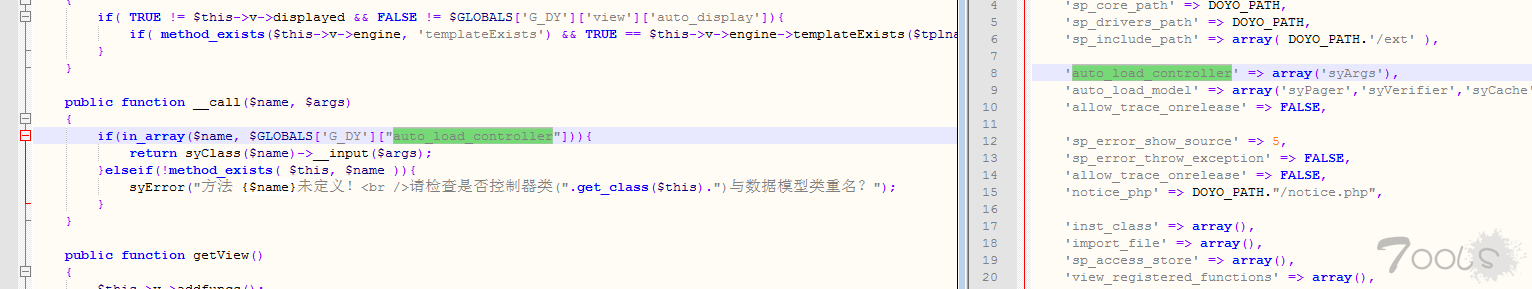 {
if( TRUE != $this->v->displayed && FALSE != $GLOBALS['G_DY']['view']['auto_display']){
if( method_exists($this->v->engine, 'templateExists') && TRUE == $this->v->engine->templateExists($tplna
}
}
public function __call($name, $args)
{
if(in_array($name, $GLOBALS['G_DY']["auto_load_controller"])){
return syClass($name)->__input($args);
}elseif(!method_exists( $this, $name )){
syError("方法 {$name}未定义!<br />请检查是否控制器类(".get_class($this).")与数据模型类重名?");
}
}
public function getView()
{
$this->v->addfuncs();
4 'sp_core_path' => DOYO_PATH,
5 'sp_drivers_path' => DOYO_PATH,
6 'sp_include_path' => array( DOYO_PATH.'/ext' ),
7
8 'auto_load_controller' => array('syArgs'),
9 'auto_load_model' => array('syPager','syVerifier','syCache'
10 'allow_trace_onrelease' => FALSE,
11
12 'sp_error_show_source' => 5,
13 'sp_error_throw_exception' => FALSE,
14 'allow_trace_onrelease' => FALSE,
15 'notice_php' => DOYO_PATH."/notice.php",
16
17 'inst_class' => array(),
18 'import_file' => array(),
19 'sp_access_store' => array(),
20 'view_registered_functions' => array(),
7ools